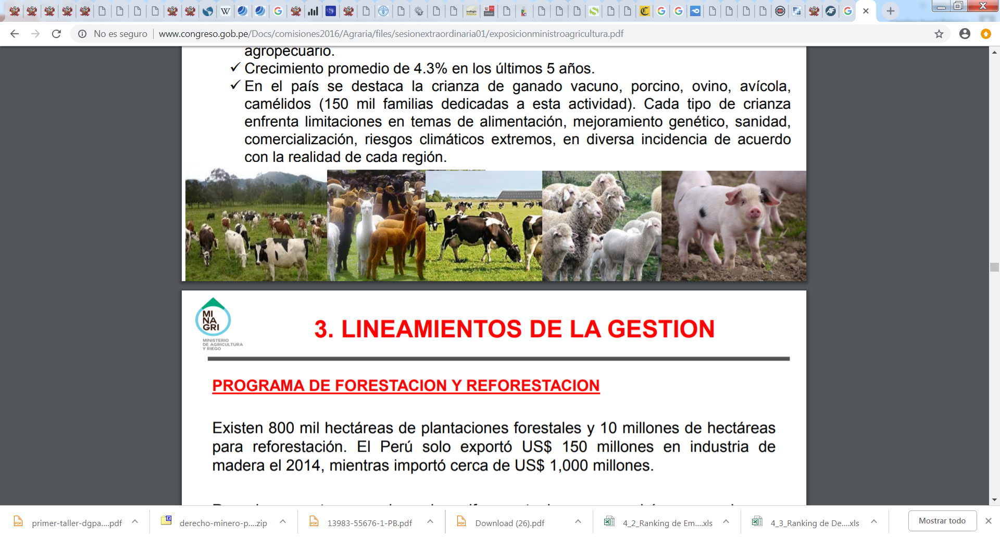 No es seguro | www.congreso.gob.pe/Docs/comisiones2016/Agraria/files/sesionextraordinaria01/exposicionministroagricultura.pdf
agropecuario.
✓ Crecimiento promedio de 4.3% en los últimos 5 años.
✓ En el país se destaca la crianza de ganado vacuno, porcino, ovino, avícola,
camélidos (150 mil familias dedicadas a esta actividad). Cada tipo de crianza
enfrenta limitaciones en temas de alimentación, mejoramiento genético, sanidad,
comercialización, riesgos climáticos extremos, en diversa incidencia de acuerdo
con la realidad de cada región.
MI
NA
GRI
MINISTERIO
DE AGRICULTURA
Y RIEGO
3. LINEAMIENTOS DE LA GESTION
PROGRAMA DE FORESTACION Y REFORESTACION
Existen 800 mil hectáreas de plantaciones forestales y 10 millones de hectáreas
para reforestación. El Perú solo exportó US$ 150 millones en industria de
madera el 2014, mientras importó cerca de US$ 1,000 millones.
primer-taller-dgpa....pdf
derecho-minero-p....zip
13983-55676-1-PB.pdf
Download (26).pdf
4_2_Ranking de Em....xls
4_3_Ranking de De....xls
Mostrar todo